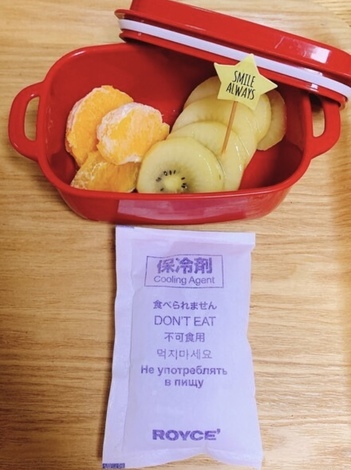 SMILE
ALWAYS
保冷剤
Cooling Agent
食べられません
DON'T EAT
不可食用
먹지마세요
Не употреблять
в пищу
ROYCE'